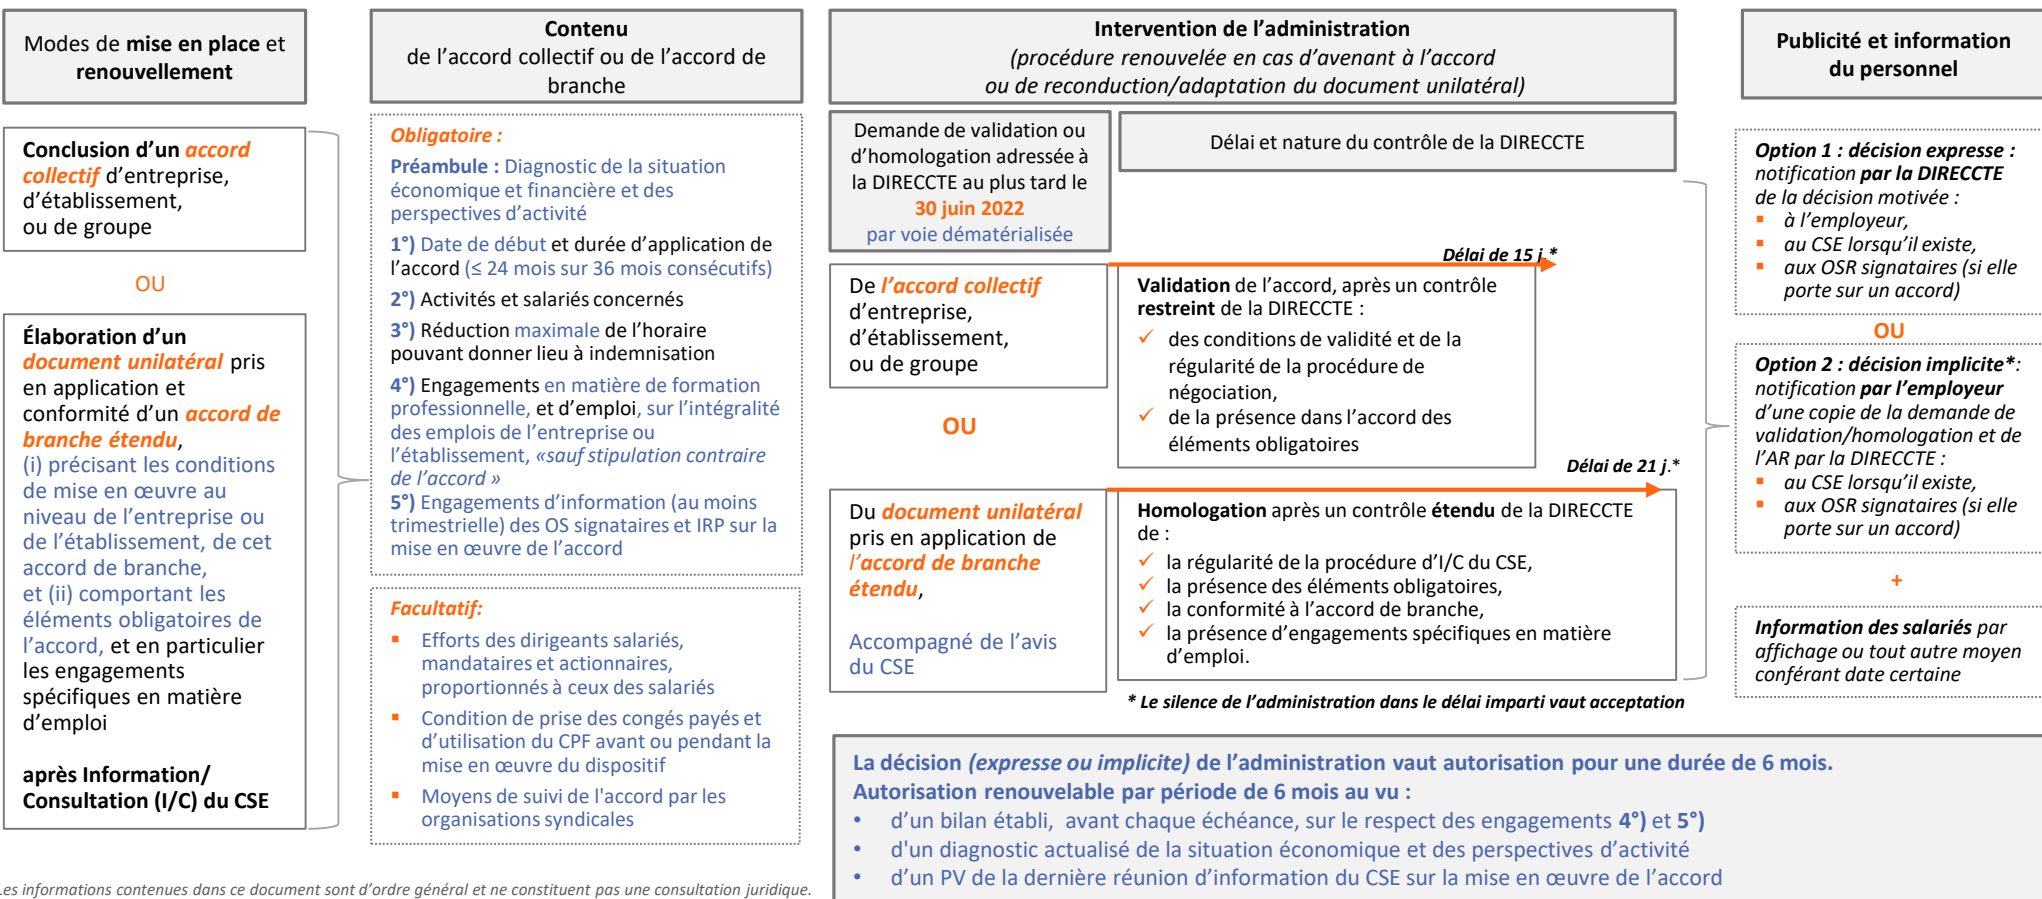 Modes de mise en place et
renouvellement
Conclusion d’un accord
collectif d’entreprise,
d’établissement,
ou de groupe
OU
Élaboration d’un
document unilatéral pris
en application et
conformité d’un accord de
branche étendu,
(i) précisant les conditions
de mise en œuvre au
niveau de l’entreprise ou
de l’établissement, de cet
accord de branche,
et (ii) comportant les
éléments obligatoires de
l’accord, et en particulier
les engagements
spécifiques en matière
d’emploi
après Information/
Consultation (I/C) du CSE
Contenu
de l’accord collectif ou de l’accord de
branche
Obligatoire :
Préambule : Diagnostic de la situation
économique et financière et des
perspectives d’activité
1°) Date de début et durée d’application de
l’accord (≤ 24 mois sur 36 mois consécutifs)
2°) Activités et salariés concernés
3°) Réduction maximale de l’horaire
pouvant donner lieu à indemnisation
4°) Engagements en matière de formation
professionnelle, et d’emploi, sur l’intégralité
des emplois de l’entreprise ou
l’établissement, «sauf stipulation contraire
de l’accord »
5°) Engagements d’information (au moins
trimestrielle) des OS signataires et IRP sur la
mise en œuvre de l’accord
Facultatif:
▪ Efforts des dirigeants salariés,
mandataires et actionnaires,
proportionnés à ceux des salariés
▪ Condition de prise des congés payés et
d’utilisation du CPF avant ou pendant la
mise en œuvre du dispositif
▪ Moyens de suivi de l'accord par les
organisations syndicales
Intervention de l’administration
(procédure renouvelée en cas d’avenant à l’accord
ou de reconduction/adaptation du document unilatéral)
Demande de validation ou
d’homologation adressée à
la DIRECCTE au plus tard le
30 juin 2022
par voie dématérialisée
Délai et nature du contrôle de la DIRECCTE
Délai de 15 j.*
De l’accord collectif
d’entreprise,
d’établissement,
ou de groupe
Validation de l’accord, après un contrôle
restreint de la DIRECCTE :
✓ des conditions de validité et de la
régularité de la procédure de
négociation,
✓ de la présence dans l’accord des
éléments obligatoires
OU
Délai de 21 j.*
Du document unilatéral
pris en application de
l’accord de branche
étendu,
Accompagné de l’avis
du CSE
Homologation après un contrôle étendu de la DIRECCTE
de :
✓ la régularité de la procédure d’I/C du CSE,
✓ la présence des éléments obligatoires,
✓ la conformité à l’accord de branche,
✓ la présence d’engagements spécifiques en matière
d’emploi.
* Le silence de l’administration dans le délai imparti vaut acceptation
Publicité et information
du personnel
Option 1 : décision expresse :
notification par la DIRECCTE
de la décision motivée :
▪ à l’employeur,
▪ au CSE lorsqu’il existe,
▪ aux OSR signataires (si elle
porte sur un accord)
OU
Option 2 : décision implicite*:
notification par l’employeur
d’une copie de la demande de
validation/homologation et de
l’AR par la DIRECCTE :
▪ au CSE lorsqu’il existe,
▪ aux OSR signataires (si elle
porte sur un accord)
+
Information des salariés par
affichage ou tout autre moyen
conférant date certaine
La décision (expresse ou implicite) de l’administration vaut autorisation pour une durée de 6 mois.
Autorisation renouvelable par période de 6 mois au vu :
• d’un bilan établi, avant chaque échéance, sur le respect des engagements 4°) et 5°)
• d'un diagnostic actualisé de la situation économique et des perspectives d’activité
• d’un PV de la dernière réunion d’information du CSE sur la mise en œuvre de l’accord
Les informations contenues dans ce document sont d’ordre général et ne constituent pas une consultation juridique.